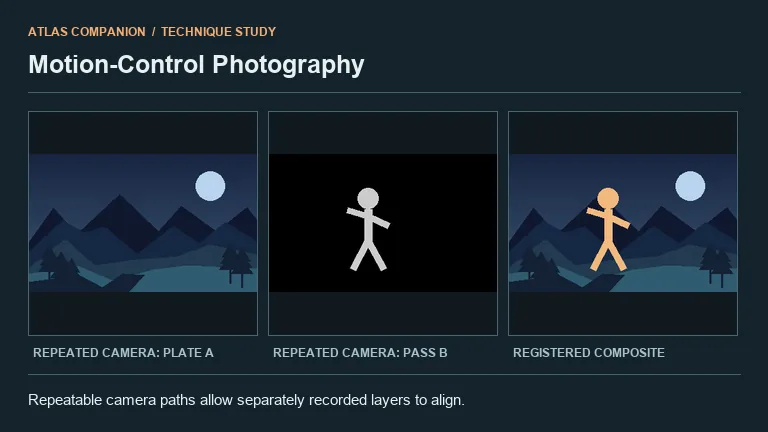 ATLAS COMPANION / TECHNIQUE STUDY
Motion-Control Photography
REPEATED CAMERA: PLATE A
REPEATED CAMERA: PASS B
REGISTERED COMPOSITE
Repeatable camera paths allow separately recorded layers to align.